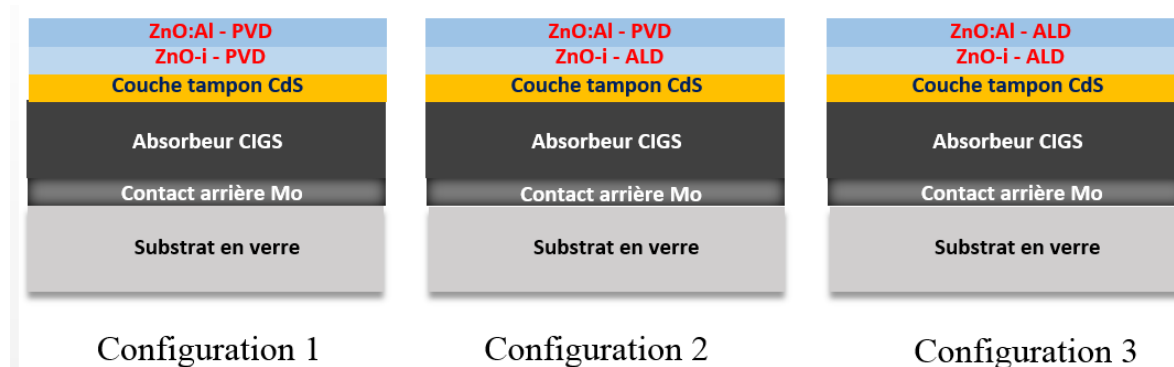 ZnO:Al - PVD
ZnO-i - PVD
Couche tampon CdS
Absorbeur CIGS
Contact arrière Mo
Substrat en verre
Configuration 1
ZnO:Al - PVD
ZnO-i - ALD
Couche tampon CdS
Absorbeur CIGS
Contact arrière Mo
Substrat en verre
Configuration 2
ZnO:Al - ALD
ZnO-i - ALD
Couche tampon CdS
Absorbeur CIGS
Contact arrière Mo
Substrat en verre
Configuration 3